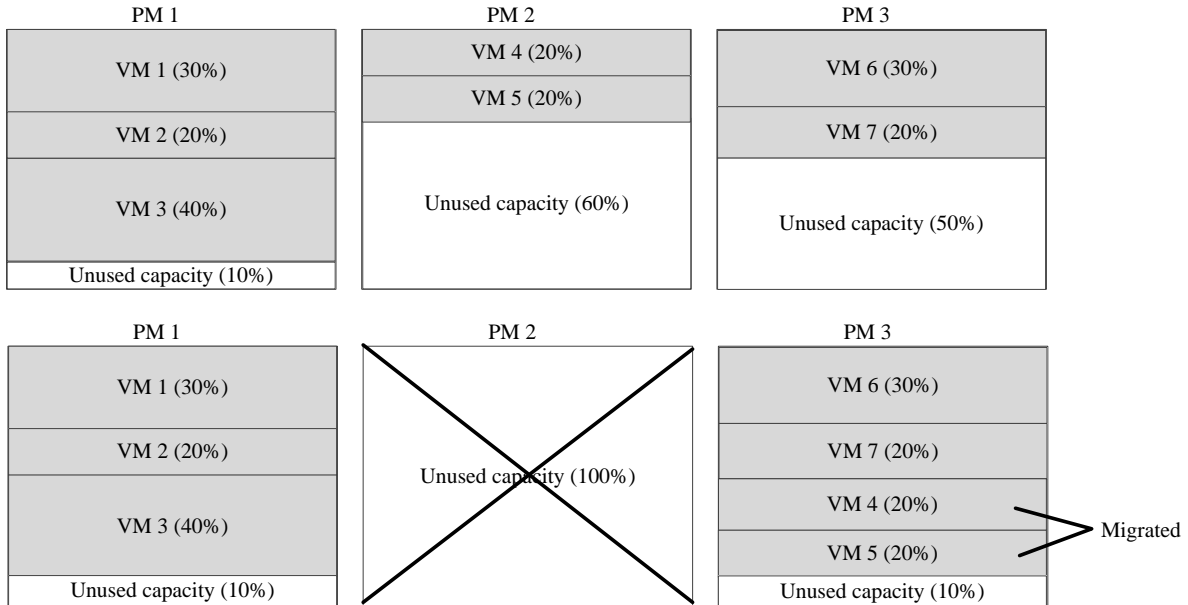 PM 1
VM 1 (30%)
VM 2 (20%)
VM 3 (40%)
Unused capacity (10%)
PM 2
VM 4 (20%)
VM 5 (20%)
Unused capacity (60%)
PM 3
VM 6 (30%)
VM 7 (20%)
Unused capacity (50%)
PM 1
VM 1 (30%)
VM 2 (20%)
VM 3 (40%)
Unused capacity (10%)
PM 2
Unused capacity (100%)
PM 3
VM 6 (30%)
VM 7 (20%)
VM 4 (20%)
VM 5 (20%)
Unused capacity (10%)
Migrated